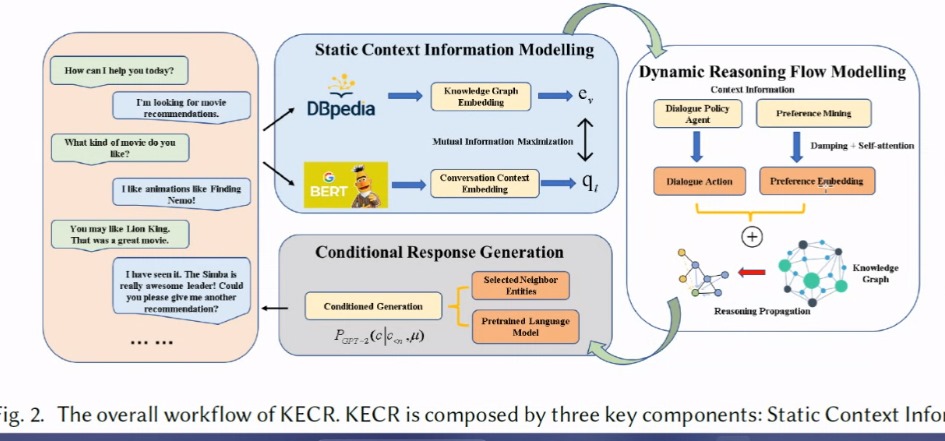 How can I help you today?
I'm looking for movie
recommendations.
What kind of movie do you
like?
I like animations like Finding
Nemo!
You may like Lion King.
That was a great movie.
I have seen it. The Simba is
really awesome leader! Could
you please give me another
recommendation?
... ...
Static Context Information Modelling
DBpedia
Knowledge Graph
Embedding
e_v
Mutual Information Maximization
G
BERT
Conversation Context
Embedding
q_t
Conditional Response Generation
Conditioned Generation
P_GPT-2(c|c_<n, μ)
Selected Neighbor
Entities
Pretrained Language
Model
Dynamic Reasoning Flow Modelling
Context Information
Dialogue Policy
Agent
Preference Mining
Damping + Self-attention
Dialogue Action
Preference Embedding
+
Knowledge
Graph
Reasoning Propagation
Fig. 2. The overall workflow of KECR. KECR is composed by three key components: Static Context Infor